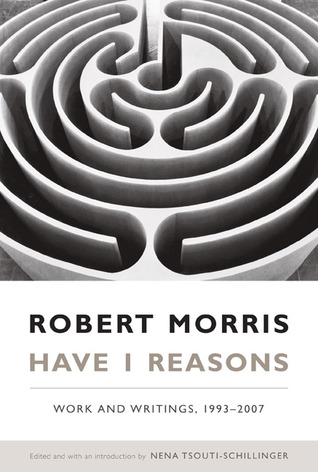 ROBERT MORRIS
HAVE I REASONS
WORK AND WRITINGS, 1993–2007
Edited and with an introduction by NENA TSOUTI-SCHILLINGER